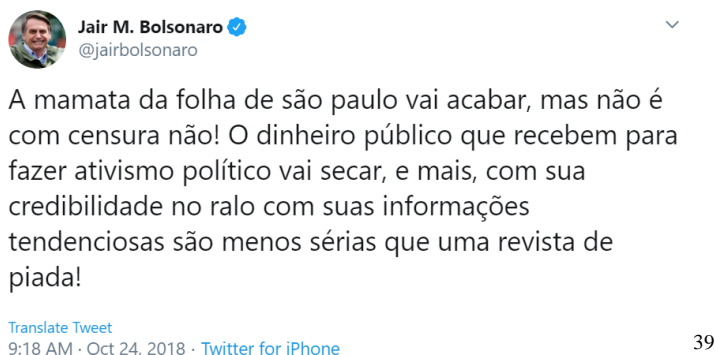 Jair M. Bolsonaro
@jairbolsonaro
A mamata da folha de são paulo vai acabar, mas não é
com censura não! O dinheiro público que recebem para
fazer ativismo político vai secar, e mais, com sua
credibilidade no ralo com suas informações
tendenciosas são menos sérias que uma revista de
piada!
Translate Tweet
9:18 AM · Oct 24, 2018 · Twitter for iPhone
39